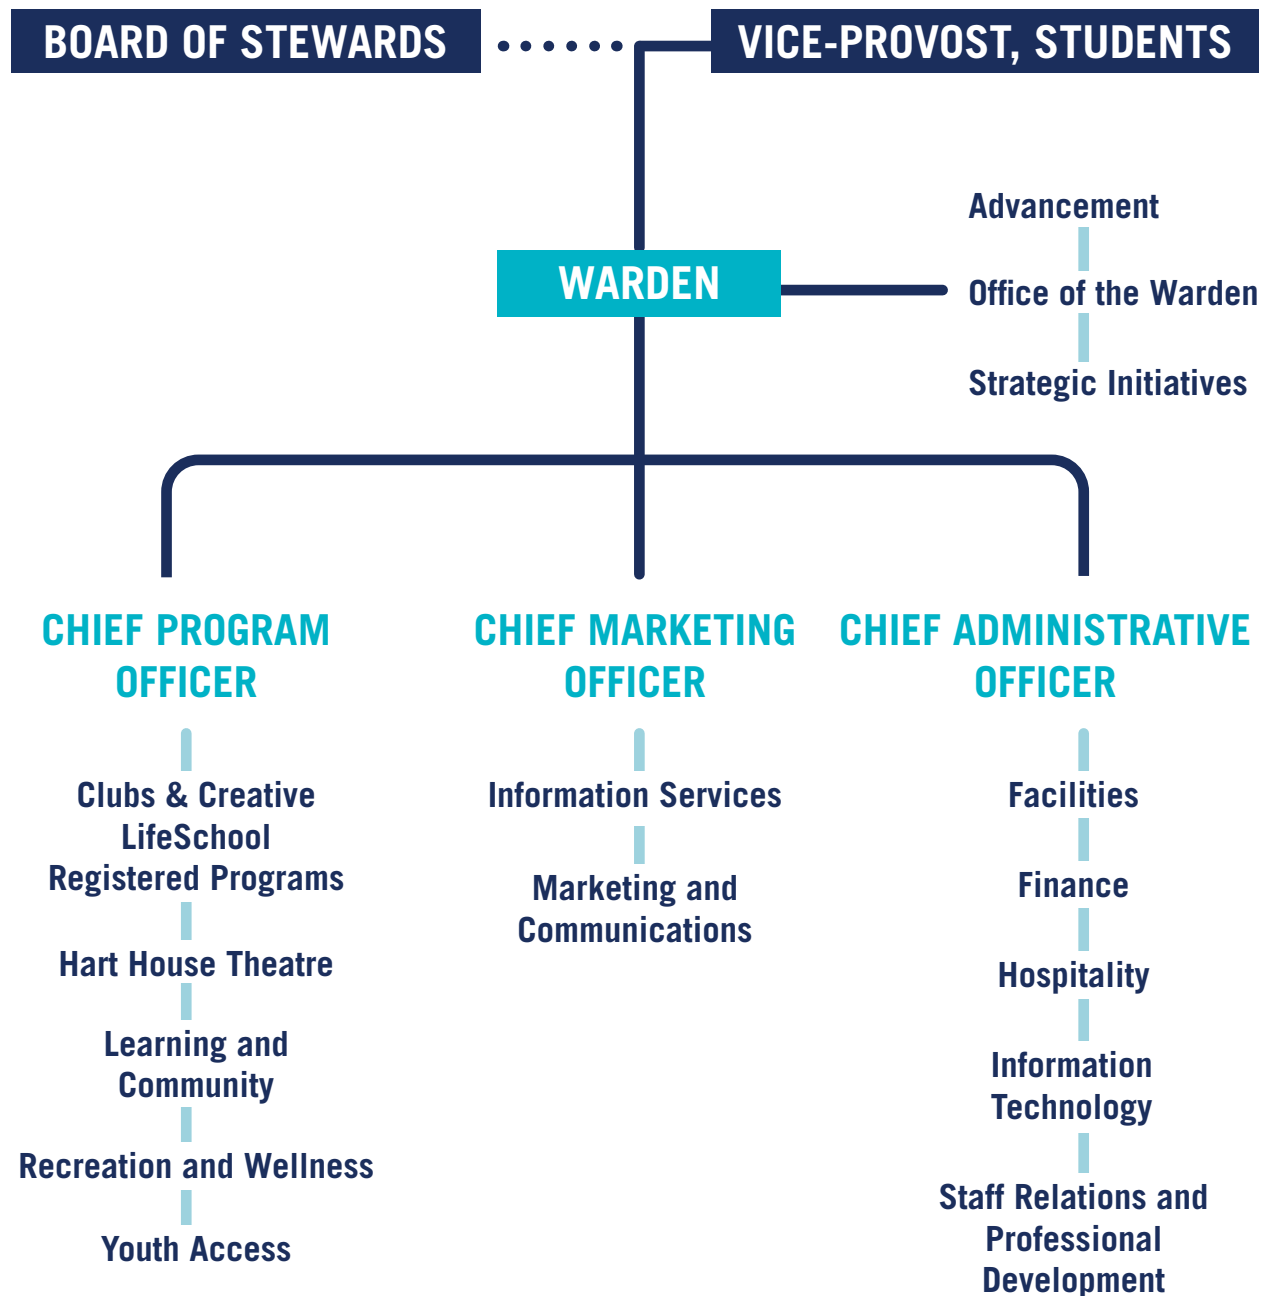 BOARD OF STEWARDS
VICE-PROVOST, STUDENTS
Advancement
WARDEN
Office of the Warden
Strategic Initiatives
CHIEF PROGRAM
OFFICER
Clubs & Creative
LifeSchool
Registered Programs
Hart House Theatre
Learning and
Community
Recreation and Wellness
Youth Access
CHIEF MARKETING
OFFICER
Information Services
Marketing and
Communications
CHIEF ADMINISTRATIVE
OFFICER
Facilities
Finance
Hospitality
Information
Technology
Staff Relations and
Professional
Development